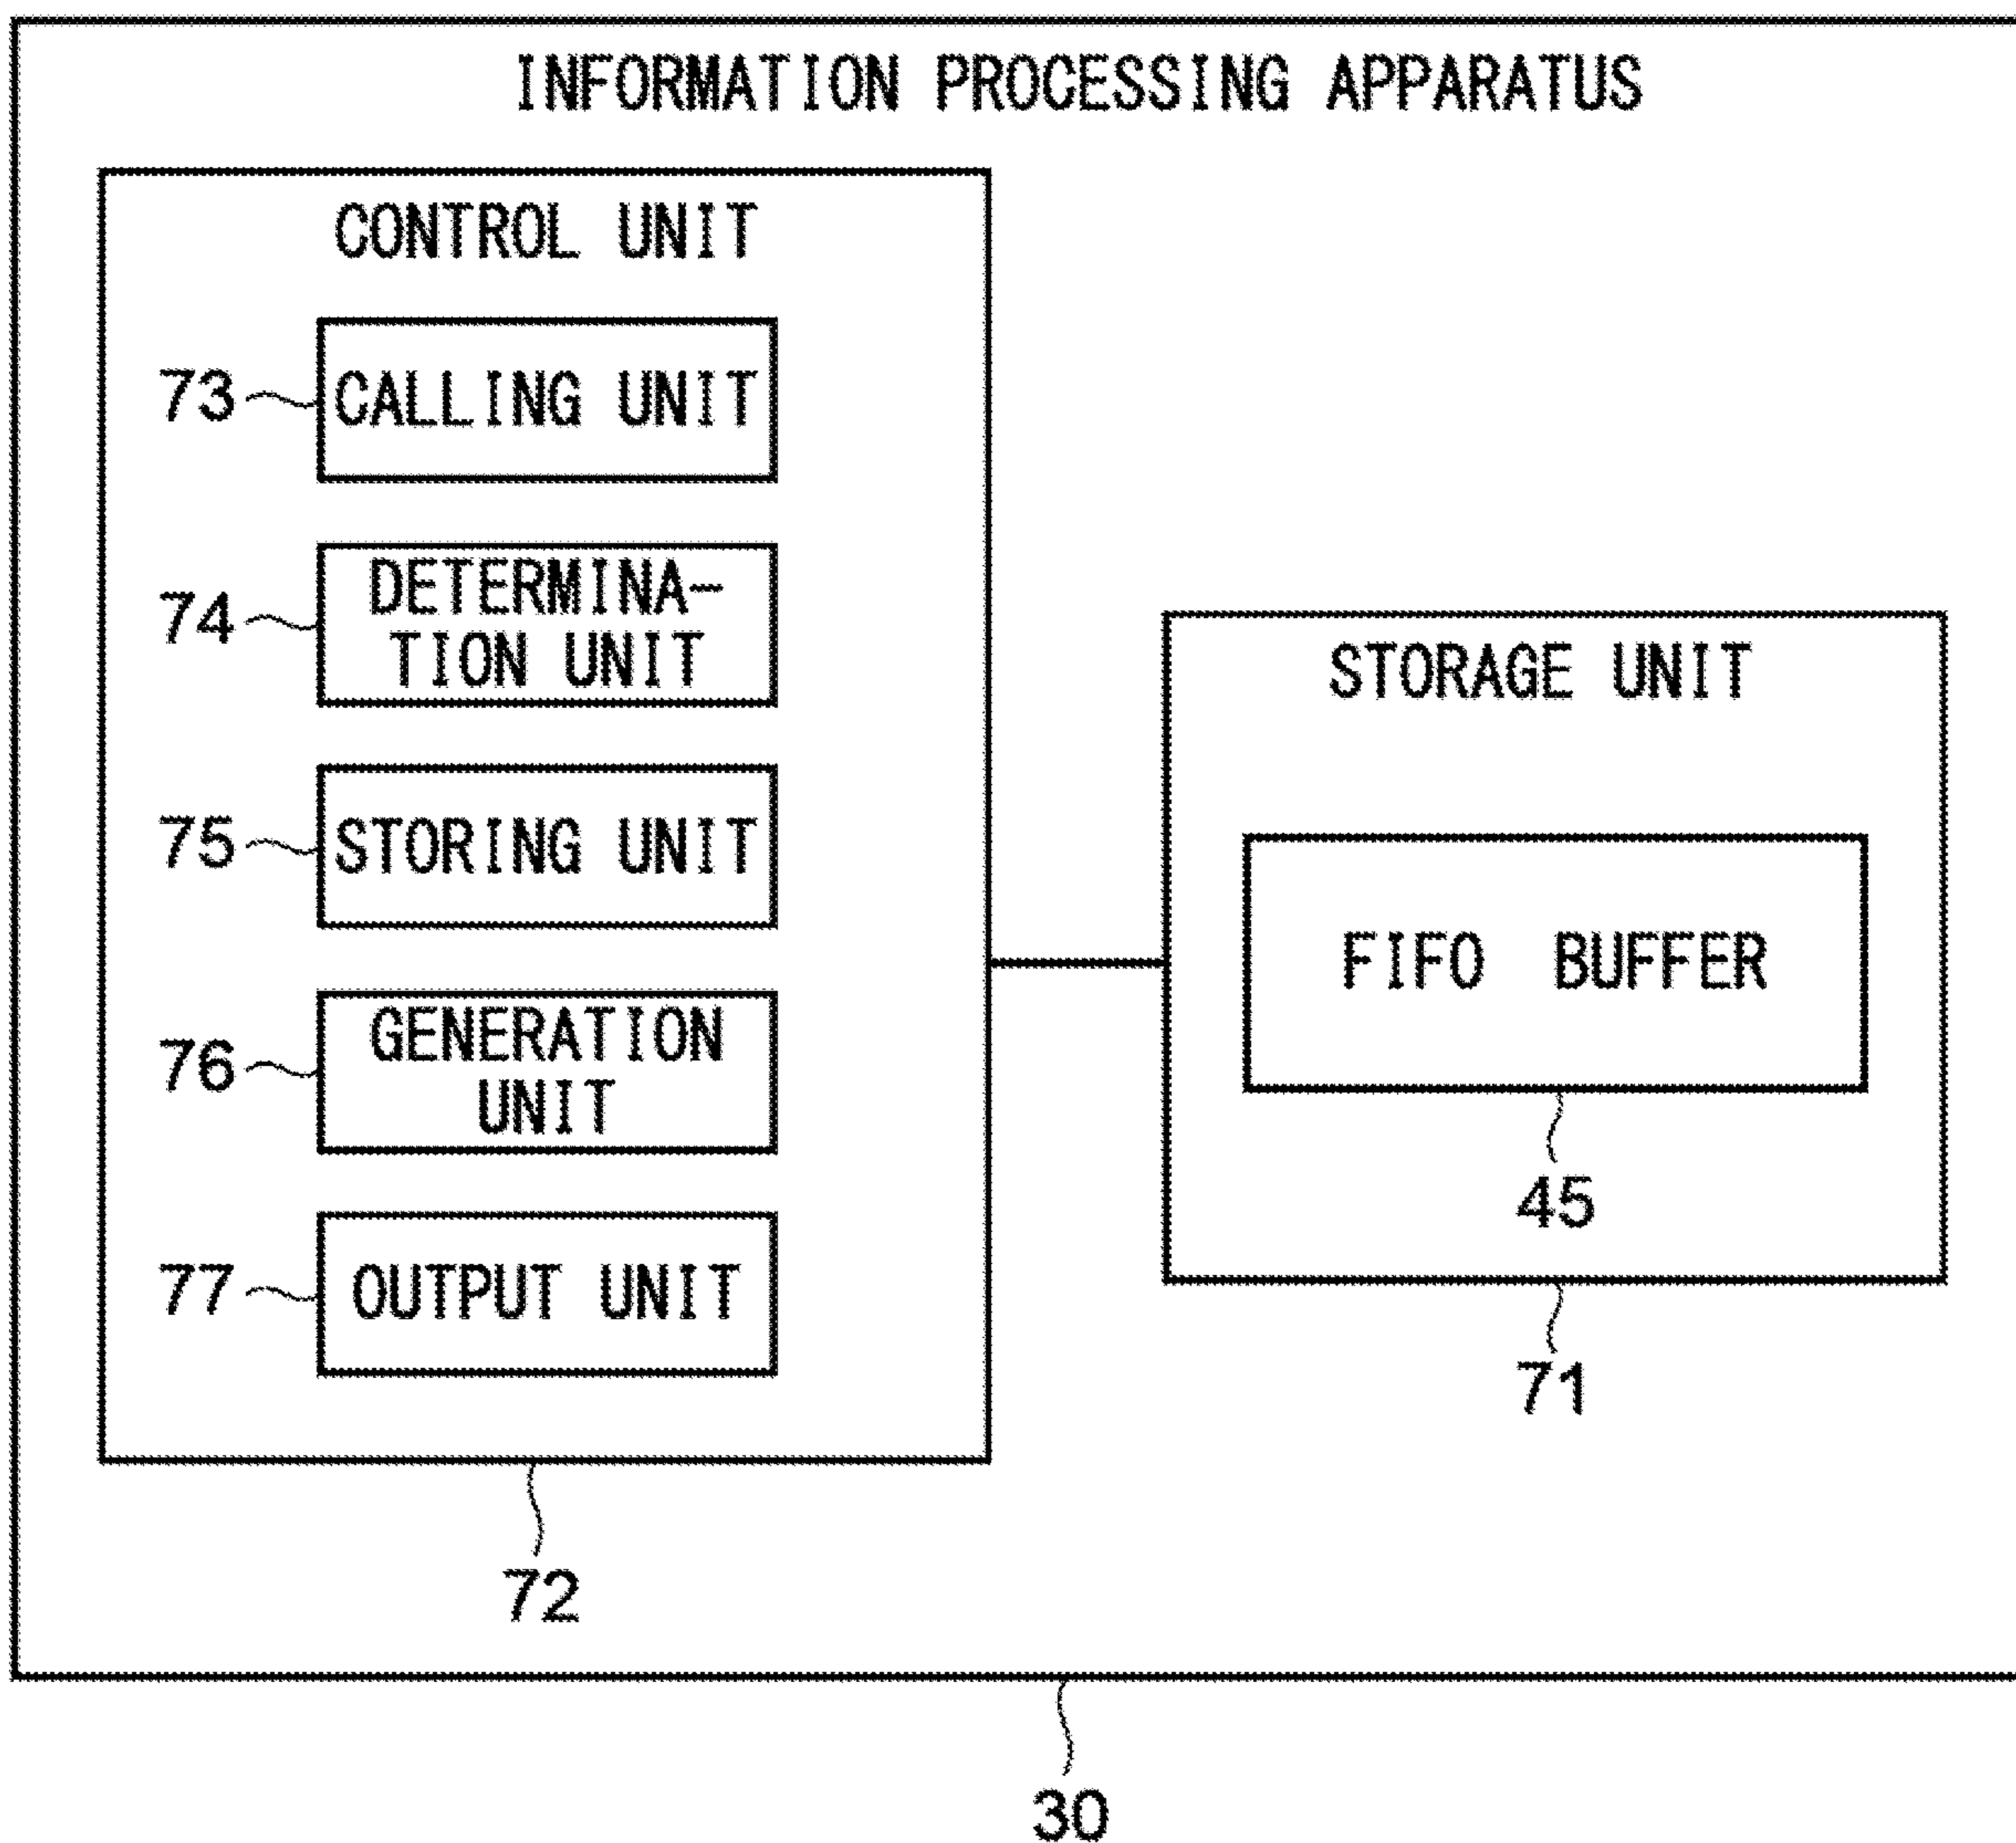 INFORMATION PROCESSING APPARATUS
CONTROL UNIT
73
CALLING UNIT
74
DETERMINA-
TION UNIT
75
STORING UNIT
76
GENERATION
UNIT
77
OUTPUT UNIT
72
STORAGE UNIT
FIFO BUFFER
45
71
30